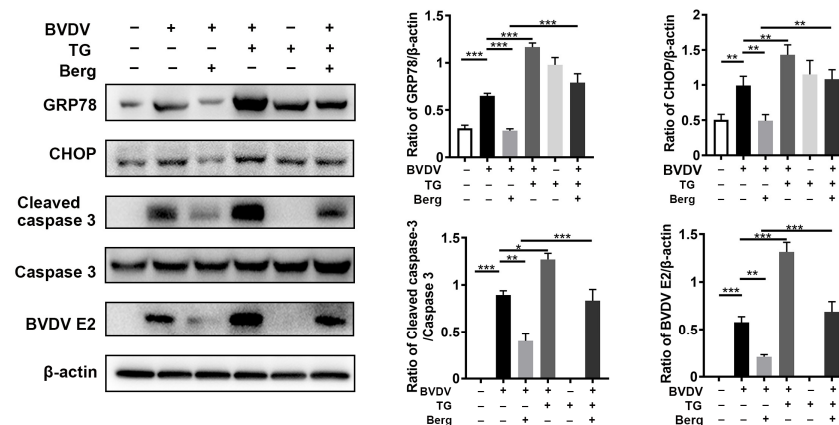 BVDV − + + + − +
TG − − − + + +
Berg − − + − − +
GRP78
CHOP
Cleaved
caspase 3
Caspase 3
BVDV E2
β-actin
Ratio of GRP78/β-actin
1.5
1
0.5
0
***
***
***
***
BVDV − + + + − +
TG − − − + + +
Berg − − + − − +
Ratio of CHOP/β-actin
2
1.5
1
0.5
0
**
**
**
**
BVDV − + + + − +
TG − − − + + +
Berg − − + − − +
Ratio of Cleaved caspase-3
/Caspase 3
1.5
1
0.5
0
***
*
**
***
BVDV − + + + − +
TG − − − + + +
Berg − − + − − +
Ratio of BVDV E2/β-actin
1.5
1
0.5
0
***
***
**
***
BVDV − + + + − +
TG − − − + + +
Berg − − + − − +